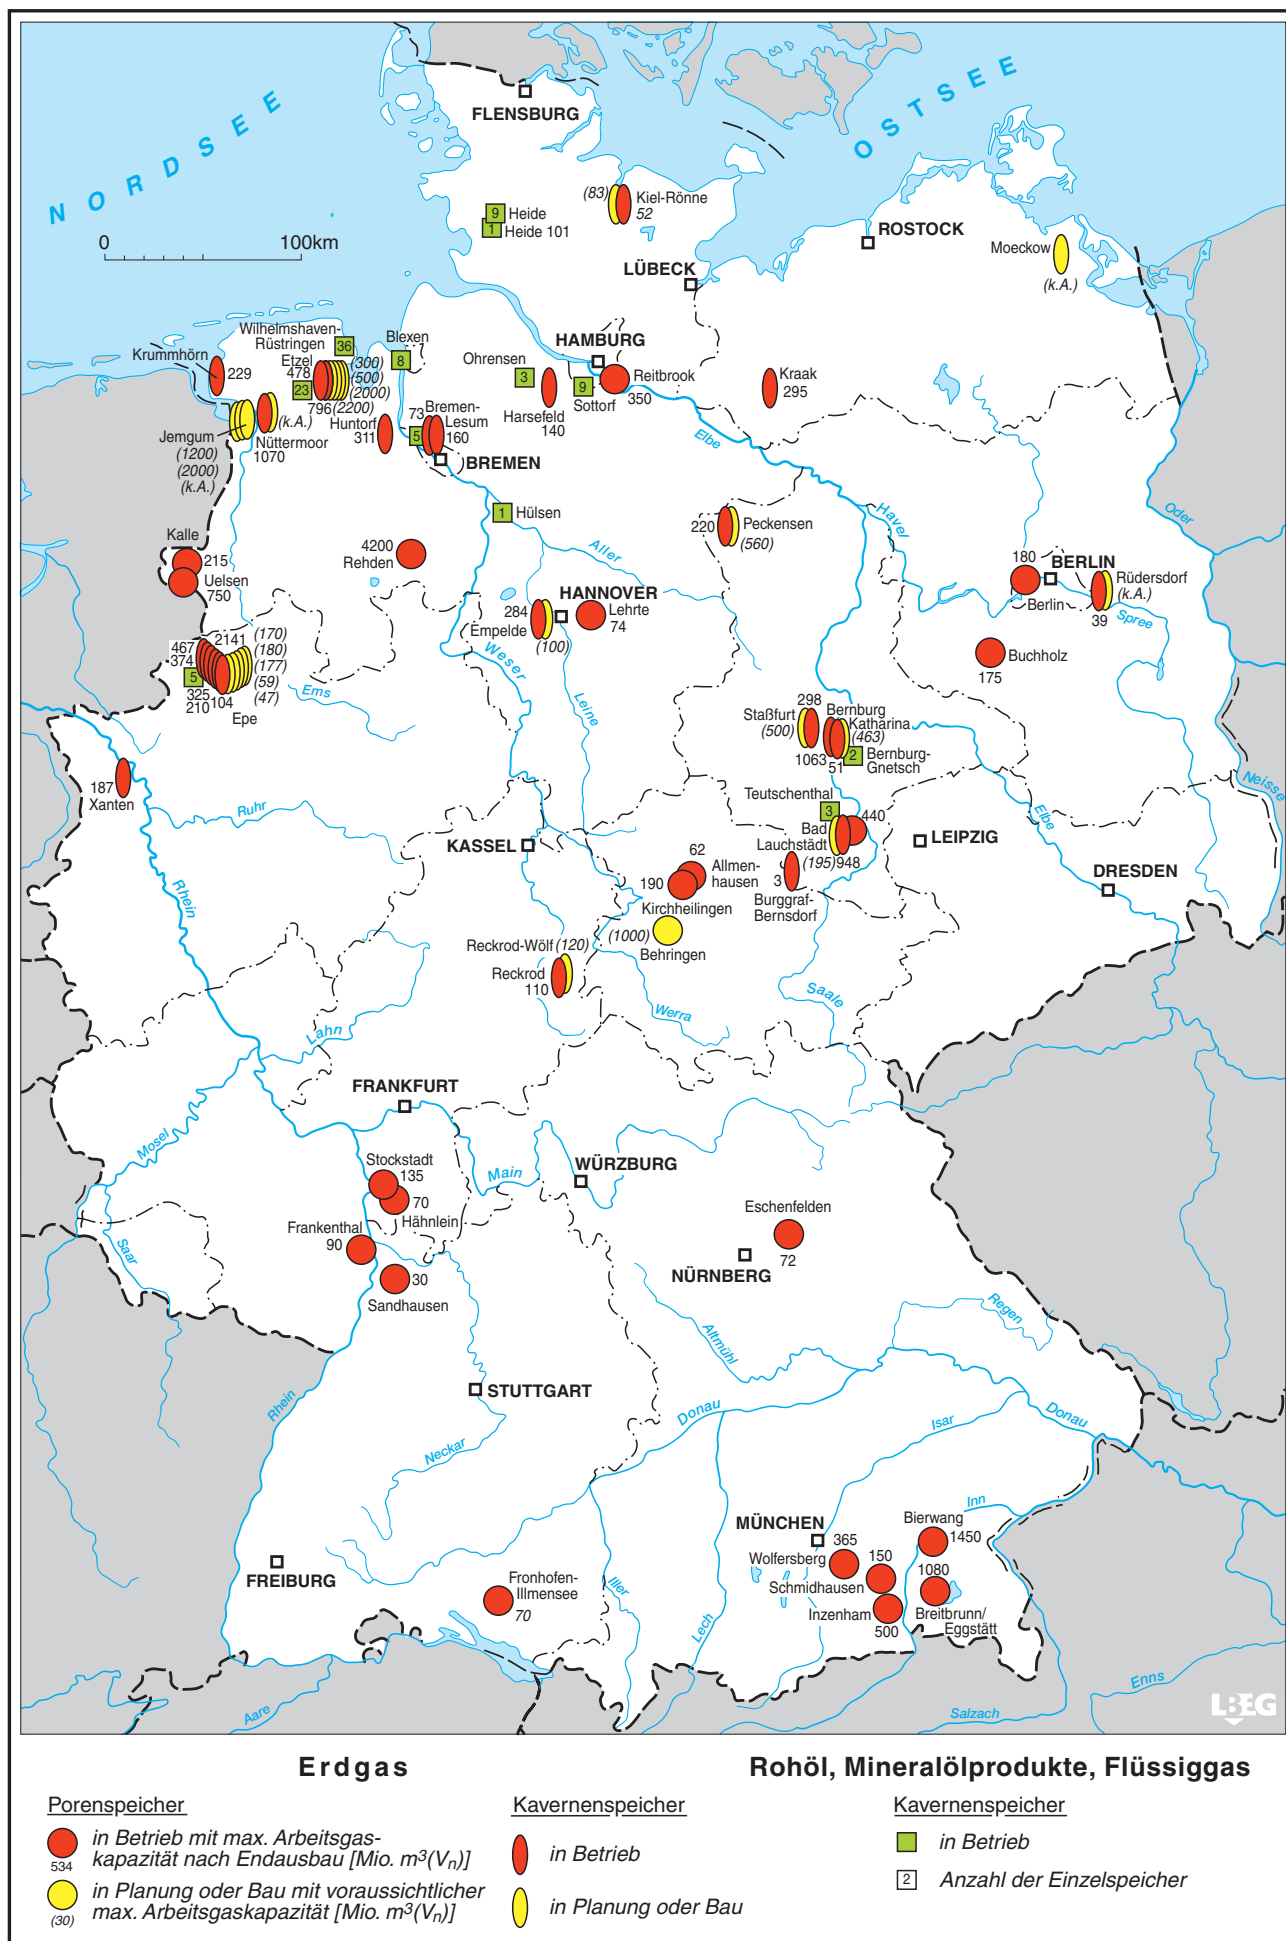 NORDSEE
OSTSEE
FLENSBURG
(83)
Kiel-Rönne
52
9 Heide
1 Heide 101
0 100km
ROSTOCK
Moeckow
(k.A.)
LÜBECK
Wilhelmshaven-
Rüstringen
36
Blexen
8
HAMBURG
Krummhörn
229
Etzel
478
(300)
(500)
(2000)
23
796
(2200)
Ohrensen
3
9
Sottorf
Reitbrook
350
Harsefeld
140
Kraak
295
Jemgum
(1200)
(2000)
(k.A.)
(k.A.)
Nüttermoor
1070
Huntorf
311
73
Bremen-
Lesum
160
5
BREMEN
Elbe
1
Hülsen
Aller
Havel
Oder
220
Peckensen
(560)
Kalle
215
Uelsen
750
4200
Rehden
180
BERLIN
Berlin
Rüdersdorf
(k.A.)
39
Spree
284
HANNOVER
Empelde
(100)
Lehrte
74
Weser
Leine
Buchholz
175
467
374
2141
(170)
(180)
(177)
(59)
(47)
5
325
210
104
Epe
Ems
298
Staßfurt
(500)
Bernburg
Katharina
(463)
1063
51
2
Bernburg-
Gnetsch
187
Xanten
Ruhr
Neisse
Teutschenthal
3
440
Bad
Lauchstädt
(195)
948
Elbe
LEIPZIG
KASSEL
DRESDEN
62
Allmen-
hausen
190
Kirchheilingen
3
Burggraf-
Bernsdorf
Rhein
(1000)
Behringen
Reckrod-Wölf (120)
Reckrod
110
Werra
Saale
Lahn
FRANKFURT
Mosel
Main
WÜRZBURG
Stockstadt
135
70
Hähnlein
Saar
Frankenthal
90
30
Sandhausen
Eschenfelden
72
NÜRNBERG
Regen
Altmühl
STUTTGART
Rhein
Neckar
Donau
Isar
Donau
Inn
MÜNCHEN
Bierwang
1450
365
Wolfersberg
150
Schmidhausen
1080
Breitbrunn/
Eggstätt
Inzenham
500
FREIBURG
Fronhofen-
Illmensee
70
Iller
Lech
Aare
Salzach
Enns
LBEG
Erdgas
Rohöl, Mineralölprodukte, Flüssiggas
Porenspeicher
Kavernenspeicher
Kavernenspeicher
534
in Betrieb mit max. Arbeitsgas-
kapazität nach Endausbau [Mio. m³(Vₙ)]
(30)
in Planung oder Bau mit voraussichtlicher
max. Arbeitsgaskapazität [Mio. m³(Vₙ)]
in Betrieb
in Planung oder Bau
in Betrieb
2 Anzahl der Einzelspeicher